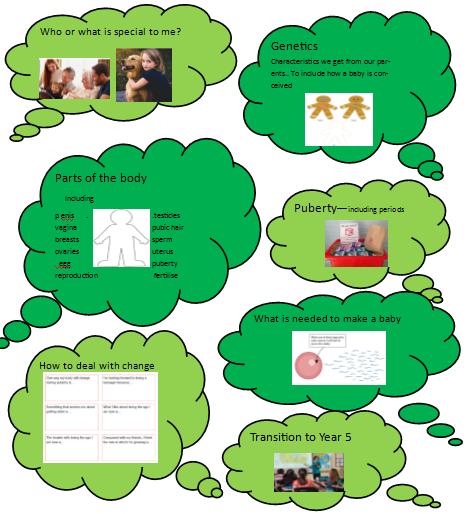 Who or what is special to me?
Genetics
Characteristics we get from our par-
ents.. To include how a baby is con-
ceived
Parts of the body
Including
penis
vagina
breasts
ovaries
egg
reproduction
testicles
pubic hair
sperm
uterus
puberty
fertilise
Puberty—including periods
What is needed to make a baby
How to deal with change
Transition to Year 5